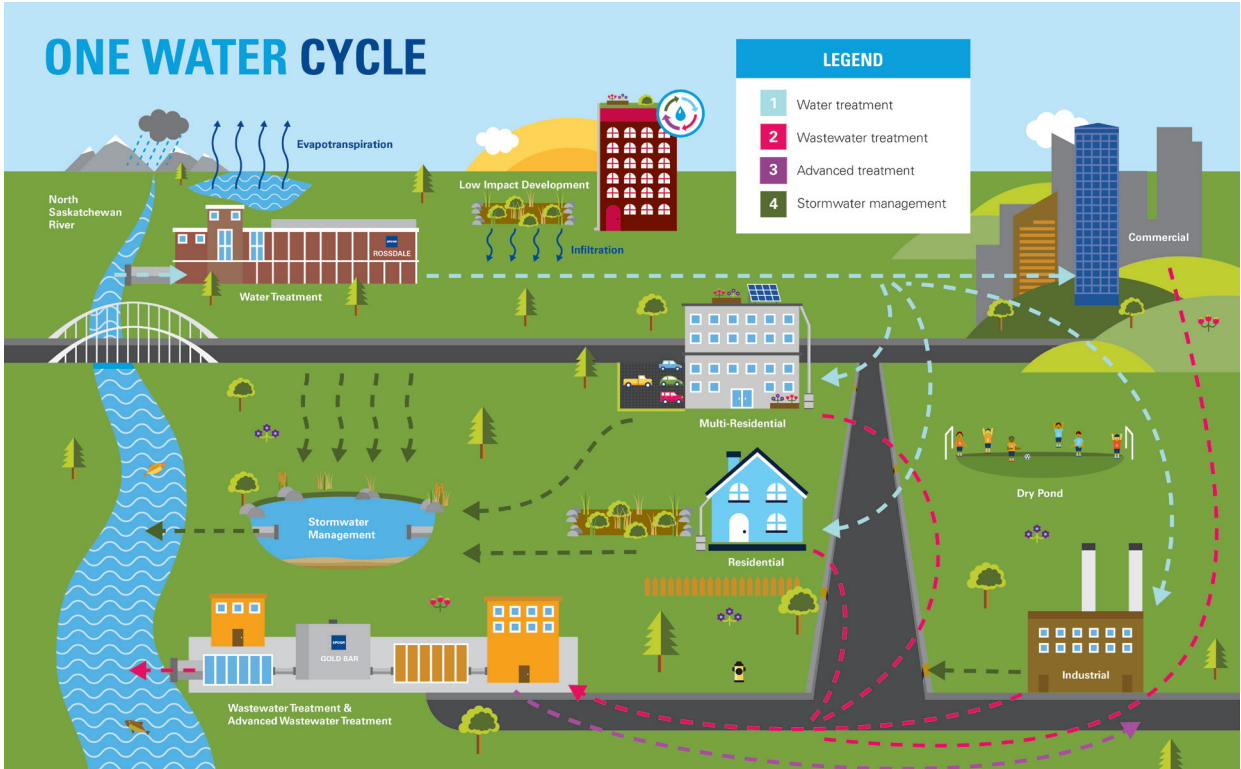 ONE WATER CYCLE
LEGEND
1 Water treatment
2 Wastewater treatment
3 Advanced treatment
4 Stormwater management
Evapotranspiration
North
Saskatchewan
River
Low Impact Development
Infiltration
Commercial
EPCOR
ROSSDALE
Water Treatment
Multi-Residential
Dry Pond
Stormwater
Management
Residential
EPCOR
GOLD BAR
Industrial
Wastewater Treatment &
Advanced Wastewater Treatment